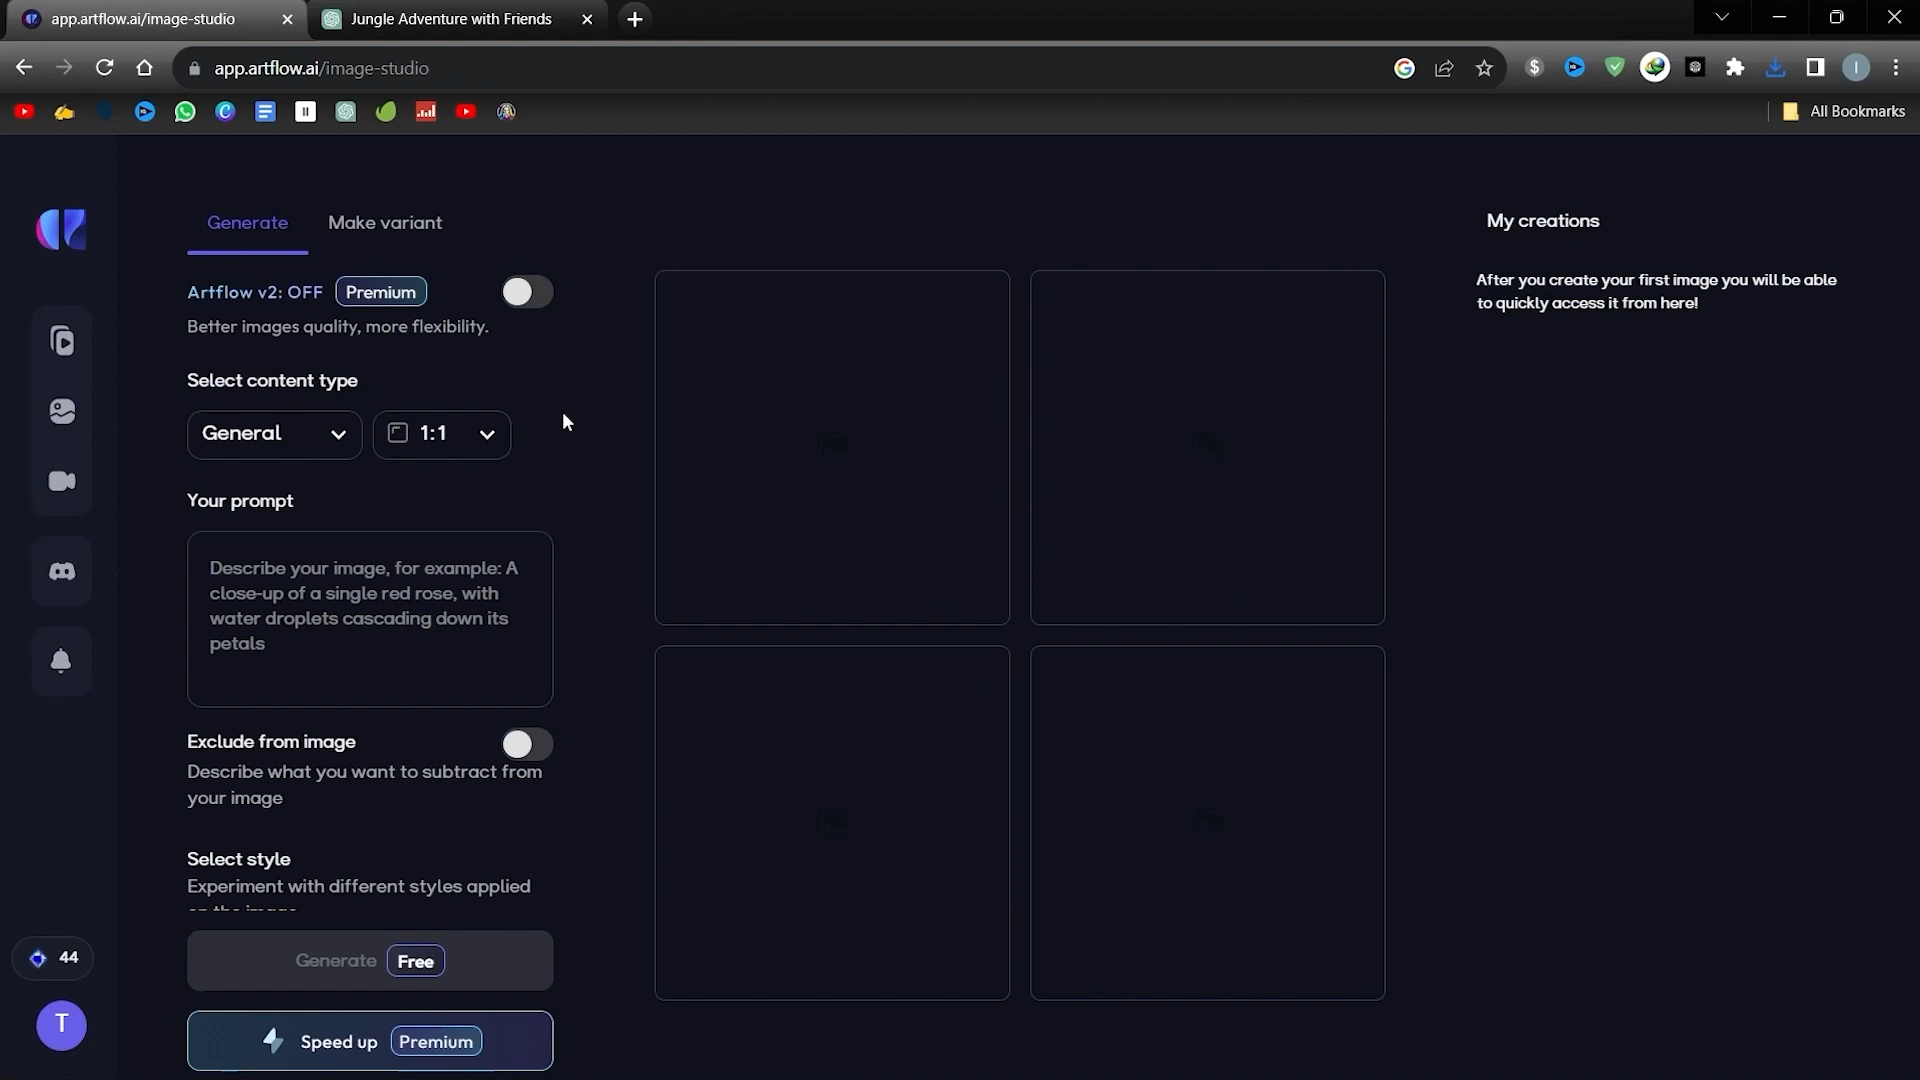 app.artflow.ai/image-studio
Jungle Adventure with Friends
app.artflow.ai/image-studio
All Bookmarks
Generate
Make variant
My creations
Artflow v2: OFF Premium
Better images quality, more flexibility.
After you create your first image you will be able
to quickly access it from here!
Select content type
General
1:1
Your prompt
Describe your image, for example: A
close-up of a single red rose, with
water droplets cascading down its
petals
Exclude from image
Describe what you want to subtract from
your image
Select style
Experiment with different styles applied
44
Generate Free
T
Speed up Premium